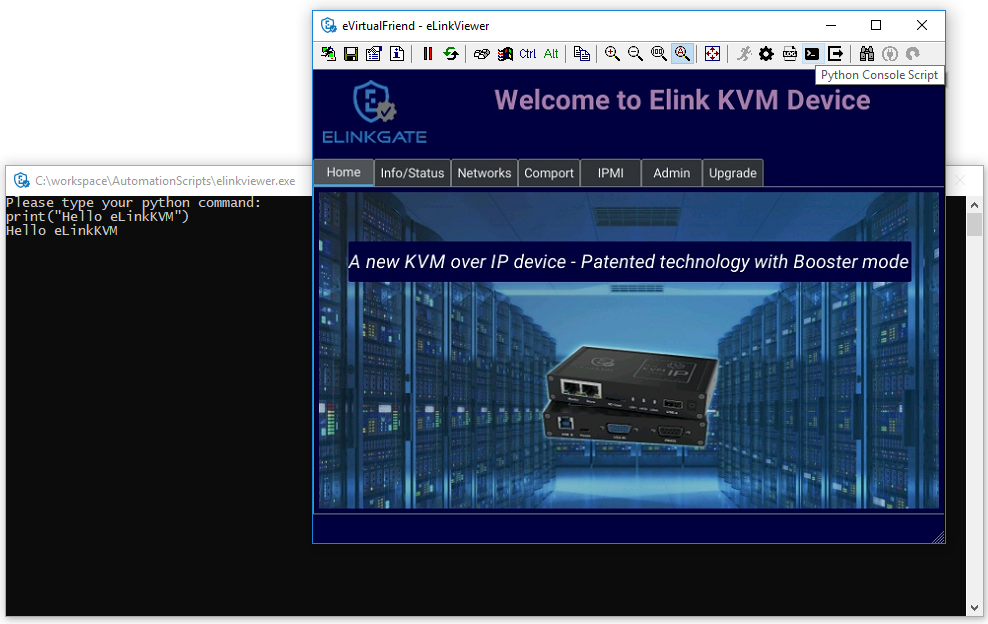 eVirtualFriend - eLinkViewer
Ctrl Alt
Python Console Script
Welcome to Elink KVM Device
ELINKGATE
Home Info/Status Networks Comport IPMI Admin Upgrade
A new KVM over IP device - Patented technology with Booster mode
IP
C:\workspace\AutomationScripts\elinkviewer.exe
Please type your python command:
print("Hello eLinkKVM")
Hello eLinkKVM